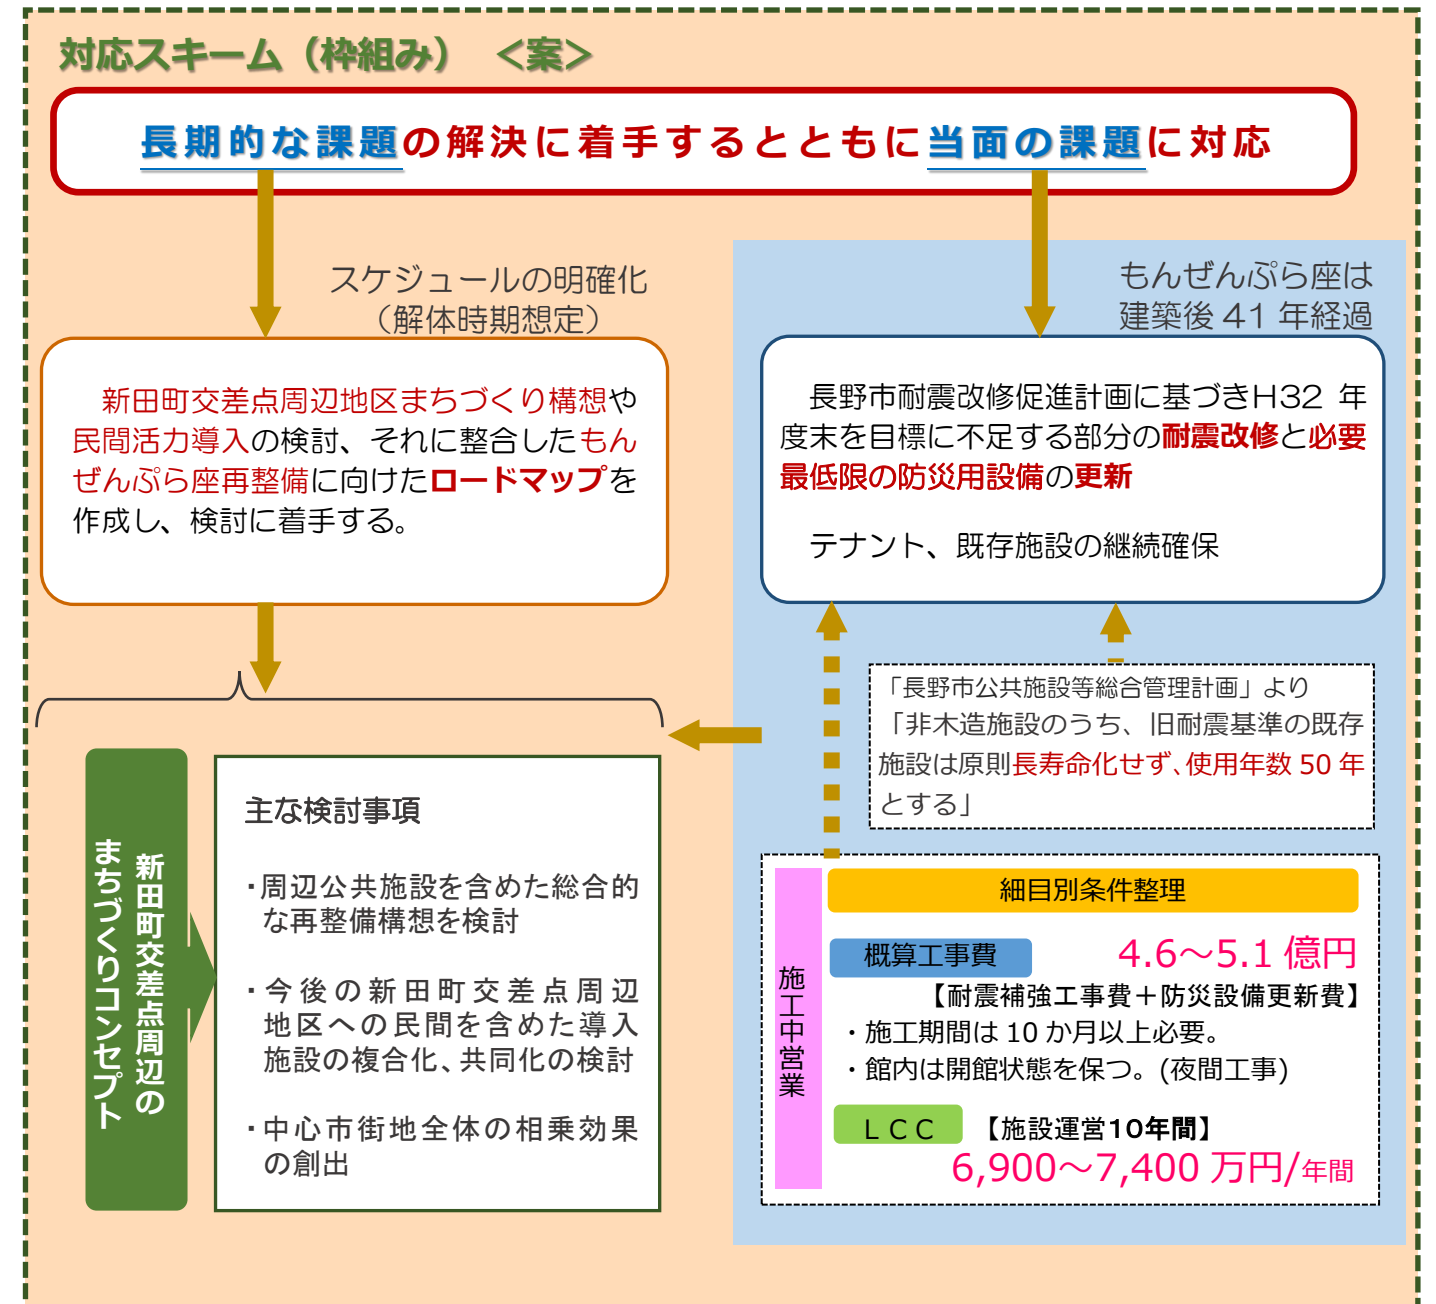 対応スキーム（枠組み）　＜案＞
長期的な課題の解決に着手するとともに当面の課題に対応
スケジュールの明確化
（解体時期想定）
新田町交差点周辺地区まちづくり構想や
民間活力導入の検討、それに整合したもん
ぜんぷら座再整備に向けたロードマップを
作成し、検討に着手する。
もんぜんぷら座は
建築後 41 年経過
長野市耐震改修促進計画に基づきH32 年
度末を目標に不足する部分の耐震改修と必要
最低限の防災用設備の更新
テナント、既存施設の継続確保
「長野市公共施設等総合管理計画」より
「非木造施設のうち、旧耐震基準の既存
施設は原則長寿命化せず、使用年数 50 年
とする」
新田町交差点周辺の
まちづくりコンセプト
主な検討事項
・周辺公共施設を含めた総合的
な再整備構想を検討
・今後の新田町交差点周辺
地区への民間を含めた導入
施設の複合化、共同化の検討
・中心市街地全体の相乗効果
の創出
施工中営業
細目別条件整理
概算工事費 4.6～5.1 億円
【耐震補強工事費＋防災設備更新費】
・施工期間は 10 か月以上必要。
・館内は開館状態を保つ。(夜間工事)
ＬＣＣ 【施設運営10年間】
6,900～7,400 万円/年間